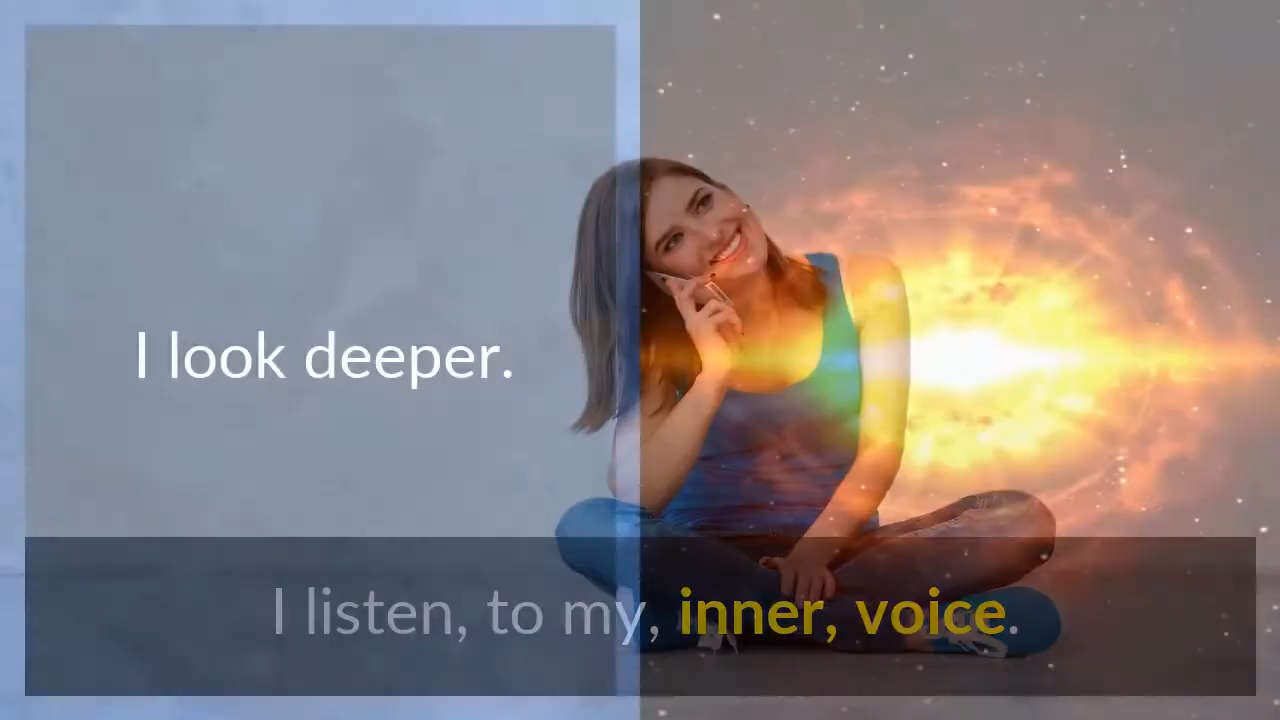 I look deeper.
I listen, to my, inner, voice.